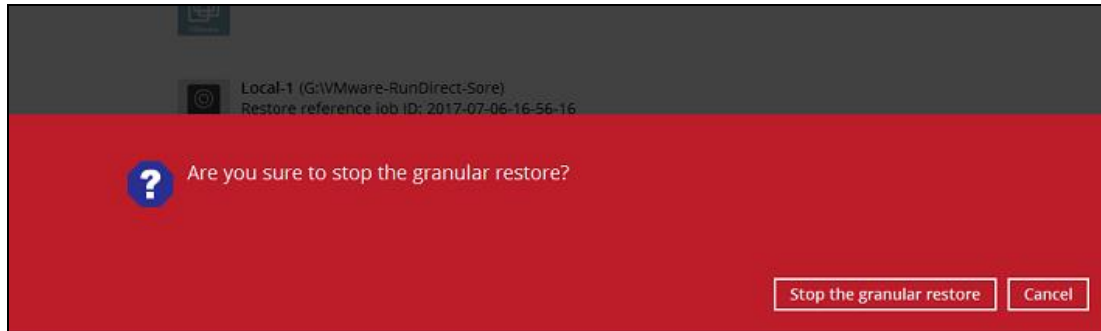 Local-1 (G:\VMware-RunDirect-Sore)
Restore reference job ID: 2017-07-06-16-56-16
Are you sure to stop the granular restore?
Stop the granular restore
Cancel